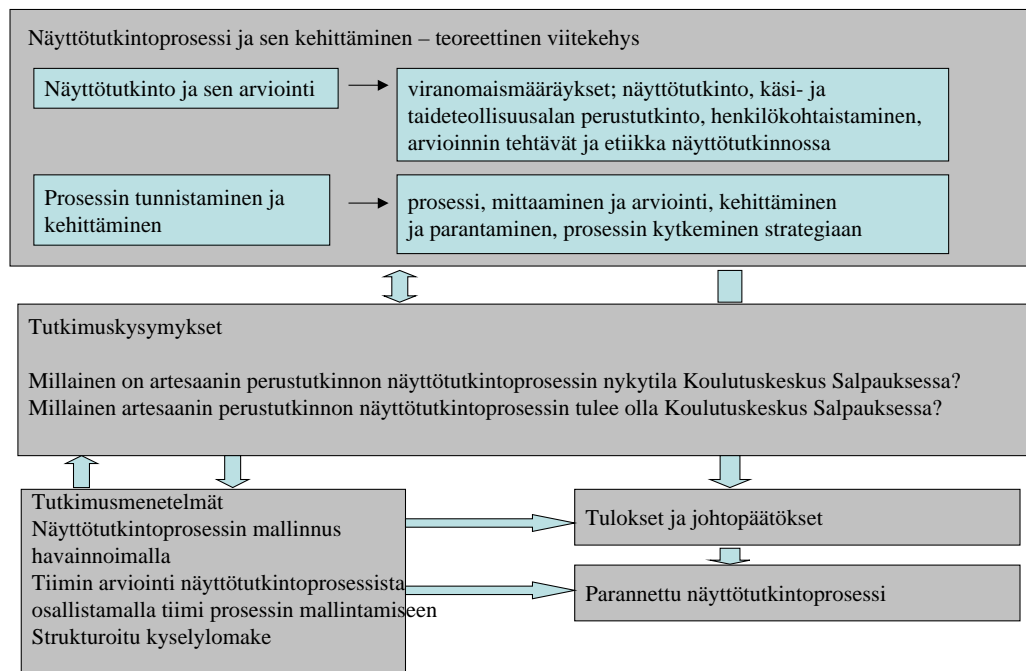 Näyttötutkintoprosessi ja sen kehittäminen – teoreettinen viitekehys
Näyttötutkinto ja sen arviointi
viranomaismääräykset; näyttötutkinto, käsi- ja
taideteollisuusalan perustutkinto, henkilökohtaistaminen,
arvioinnin tehtävät ja etiikka näyttötutkinnossa
Prosessin tunnistaminen ja
kehittäminen
prosessi, mittaaminen ja arviointi, kehittäminen
ja parantaminen, prosessin kytkeminen strategiaan
Tutkimuskysymykset
Millainen on artesaanin perustutkinnon näyttötutkintoprosessin nykytila Koulutuskeskus Salpauksessa?
Millainen artesaanin perustutkinnon näyttötutkintoprosessin tulee olla Koulutuskeskus Salpauksessa?
Tutkimusmenetelmät
Näyttötutkintoprosessin mallinnus
havainnoimalla
Tiimin arviointi näyttötutkintoprosessista
osallistamalla tiimi prosessin mallintamiseen
Strukturoitu kyselylomake
Tulokset ja johtopäätökset
Parannettu näyttötutkintoprosessi